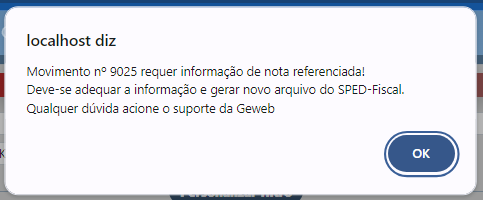 localhost diz
Movimento nº 9025 requer informação de nota referenciada!
Deve-se adequar a informação e gerar novo arquivo do SPED-Fiscal.
Qualquer dúvida acione o suporte da Geweb
OK